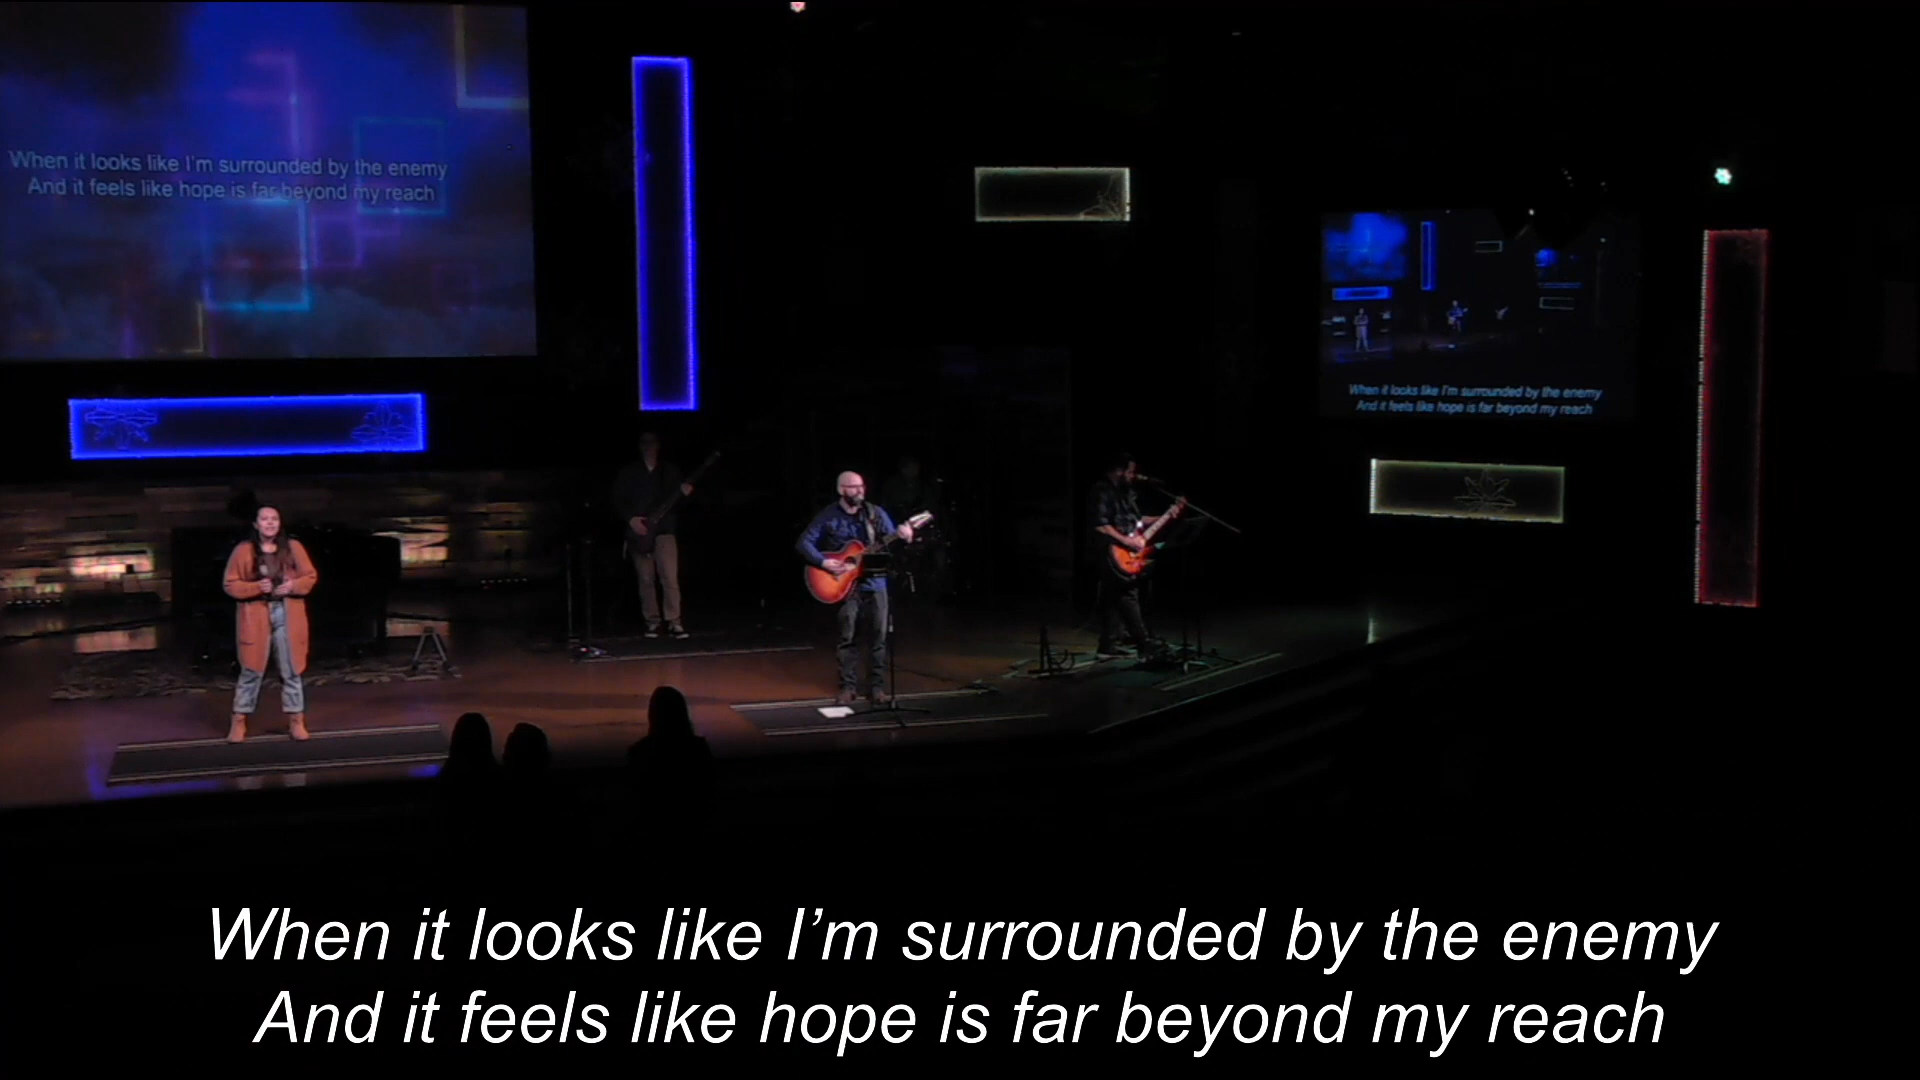 When it looks like I'm surrounded by the enemy
And it feels like hope is far beyond my reach
When it looks like I'm surrounded by the enemy
And it feels like hope is far beyond my reach
When it looks like I’m surrounded by the enemy
And it feels like hope is far beyond my reach